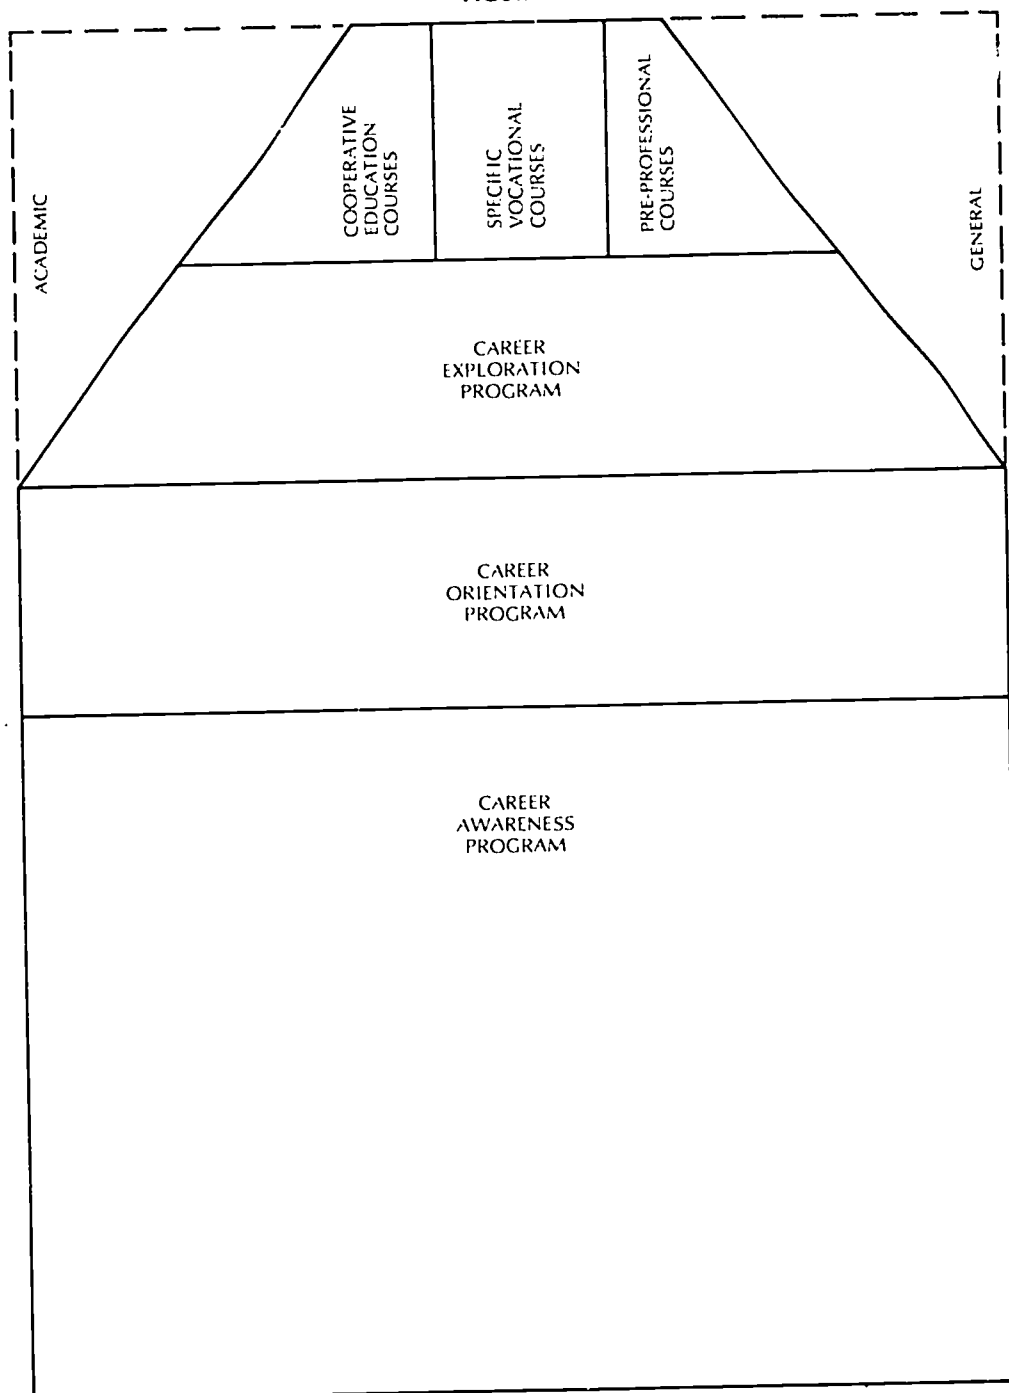 ACADEMIC
COOPERATIVE
EDUCATION
COURSES
SPECIFIC
VOCATIONAL
COURSES
PRE-PROFESSIONAL
COURSES
GENERAL
CAREER
EXPLORATION
PROGRAM
CAREER
ORIENTATION
PROGRAM
CAREER
AWARENESS
PROGRAM